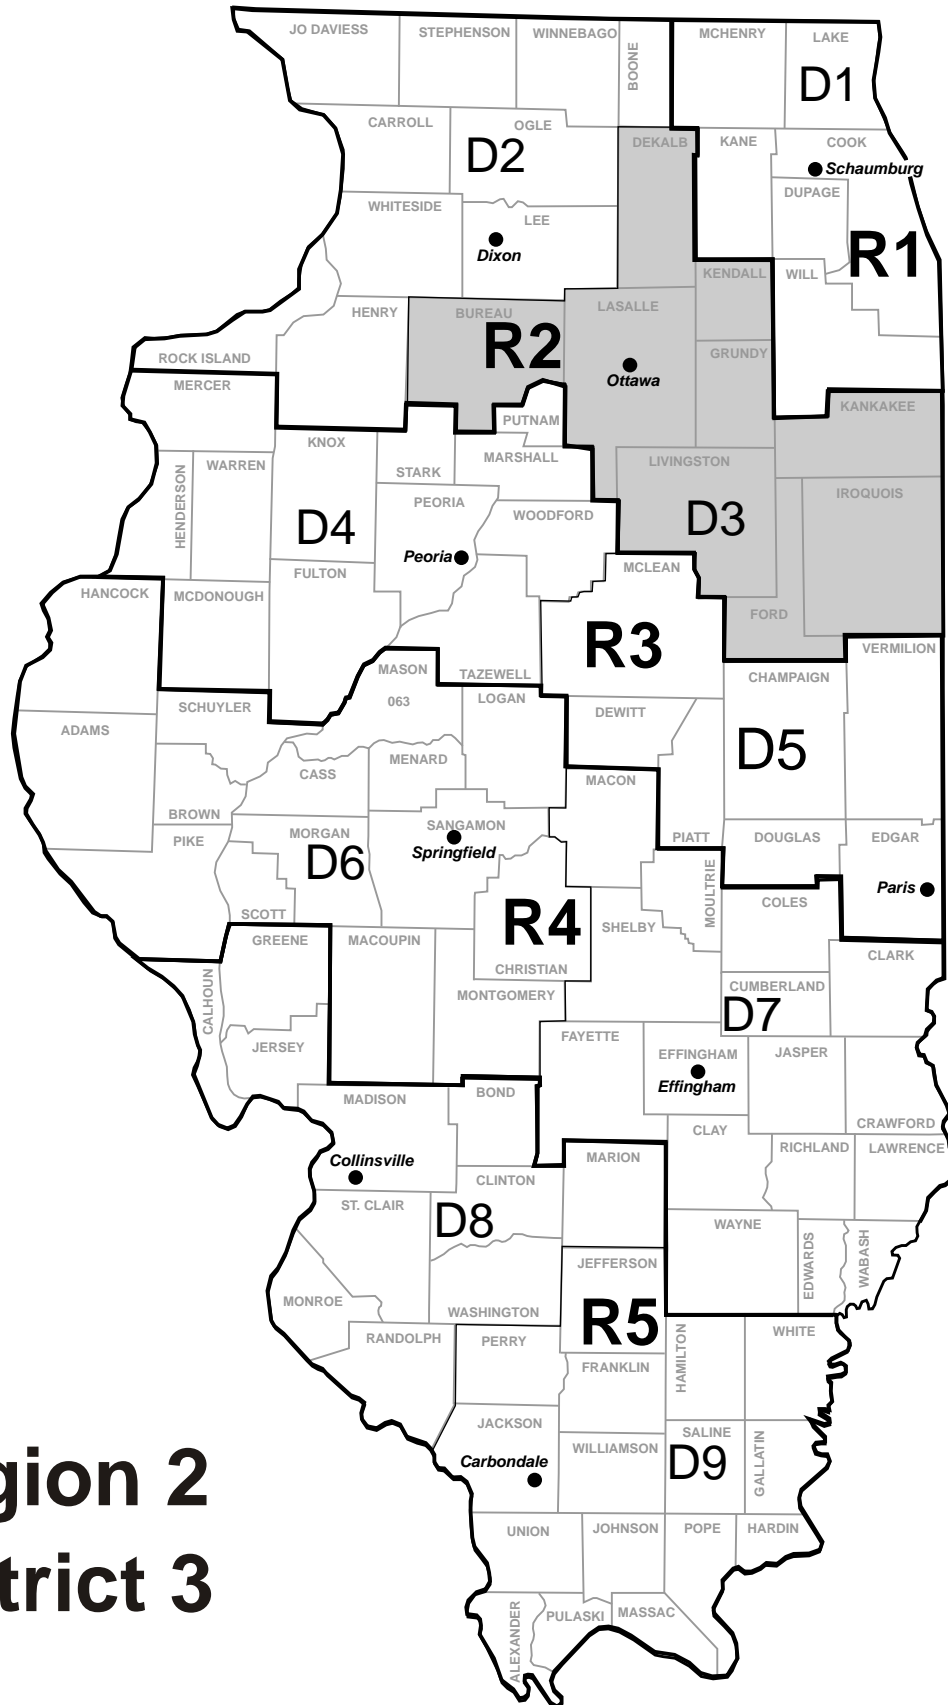 JO DAVIESS
STEPHENSON
WINNEBAGO
BOONE
MCHENRY
LAKE
D1
CARROLL
OGLE
D2
DEKALB
KANE
COOK
Schaumburg
DUPAGE
WHITESIDE
LEE
Dixon
R1
KENDALL
WILL
HENRY
BUREAU
LASALLE
R2
GRUNDY
ROCK ISLAND
Ottawa
MERCER
KANKAKEE
PUTNAM
KNOX
MARSHALL
STARK
LIVINGSTON
WARREN
HENDERSON
PEORIA
WOODFORD
IROQUOIS
D4
D3
Peoria
MCLEAN
FULTON
HANCOCK
MCDONOUGH
FORD
R3
VERMILION
MASON
TAZEWELL
CHAMPAIGN
063
LOGAN
SCHUYLER
DEWITT
ADAMS
D5
CASS
MENARD
MACON
BROWN
PIKE
MORGAN
SANGAMON
Springfield
PIATT
DOUGLAS
EDGAR
D6
MOULTRIE
Paris
COLES
SCOTT
R4
SHELBY
GREENE
MACOUPIN
CLARK
CHRISTIAN
CALHOUN
MONTGOMERY
CUMBERLAND
D7
FAYETTE
JERSEY
EFFINGHAM
JASPER
Effingham
MADISON
BOND
CRAWFORD
CLAY
RICHLAND
LAWRENCE
Collinsville
MARION
CLINTON
ST. CLAIR
D8
WAYNE
EDWARDS
WABASH
JEFFERSON
MONROE
WASHINGTON
R5
RANDOLPH
PERRY
HAMILTON
WHITE
FRANKLIN
JACKSON
SALINE
WILLIAMSON
GALLATIN
Carbondale
D9
gion 2
UNION
JOHNSON
POPE
HARDIN
trict 3
ALEXANDER
PULASKI
MASSAC